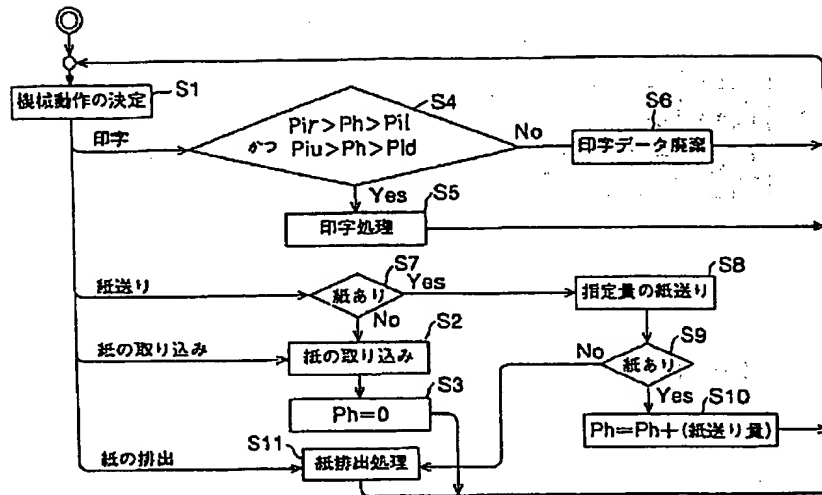 機械動作の決定
S1
印字
S4
Pir>Ph>Pil
かつ Piu>Ph>Pld
No
S6
印字データ廃棄
Yes
S5
印字処理
紙送り
S7
紙あり
Yes
S8
指定量の紙送り
No
S2
紙の取り込み
紙の取り込み
S9
No
紙あり
S3
Ph=0
Yes
S10
Ph=Ph+(紙送り量)
S11
紙の排出
紙排出処理